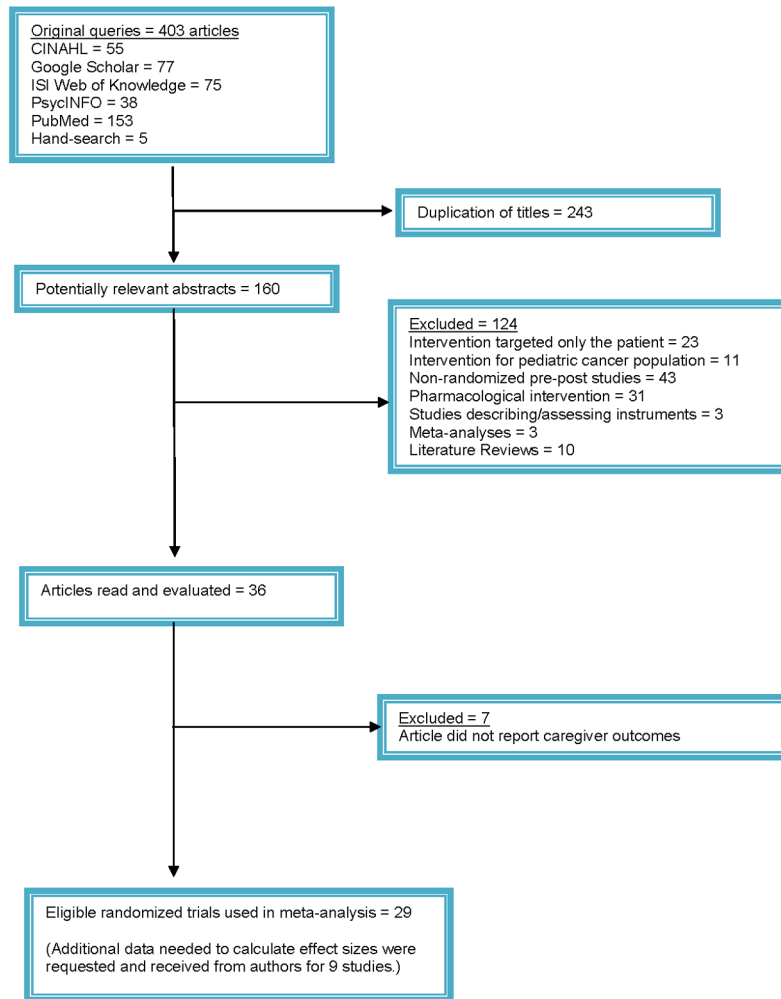 Original queries = 403 articles
CINAHL = 55
Google Scholar = 77
ISI Web of Knowledge = 75
PsycINFO = 38
PubMed = 153
Hand-search = 5
Duplication of titles = 243
Potentially relevant abstracts = 160
Excluded = 124
Intervention targeted only the patient = 23
Intervention for pediatric cancer population = 11
Non-randomized pre-post studies = 43
Pharmacological intervention = 31
Studies describing/assessing instruments = 3
Meta-analyses = 3
Literature Reviews = 10
Articles read and evaluated = 36
Excluded = 7
Article did not report caregiver outcomes
Eligible randomized trials used in meta-analysis = 29
(Additional data needed to calculate effect sizes were
requested and received from authors for 9 studies.)